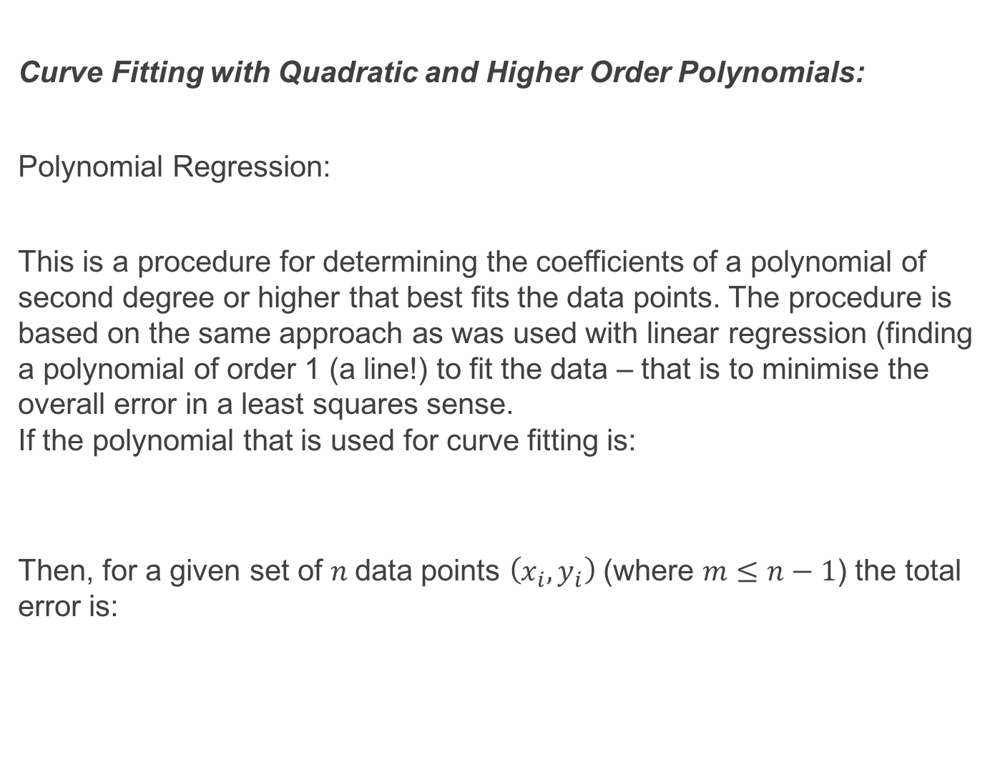 Curve Fitting with Quadratic and Higher Order Polynomials:
Polynomial Regression:
This is a procedure for determining the coefficients of a polynomial of
second degree or higher that best fits the data points. The procedure is
based on the same approach as was used with linear regression (finding
a polynomial of order 1 (a line!) to fit the data – that is to minimise the
overall error in a least squares sense.
If the polynomial that is used for curve fitting is:
Then, for a given set of 𝑛 data points (𝑥ᵢ, 𝑦ᵢ) (where 𝑚 ≤ 𝑛 − 1) the total
error is: